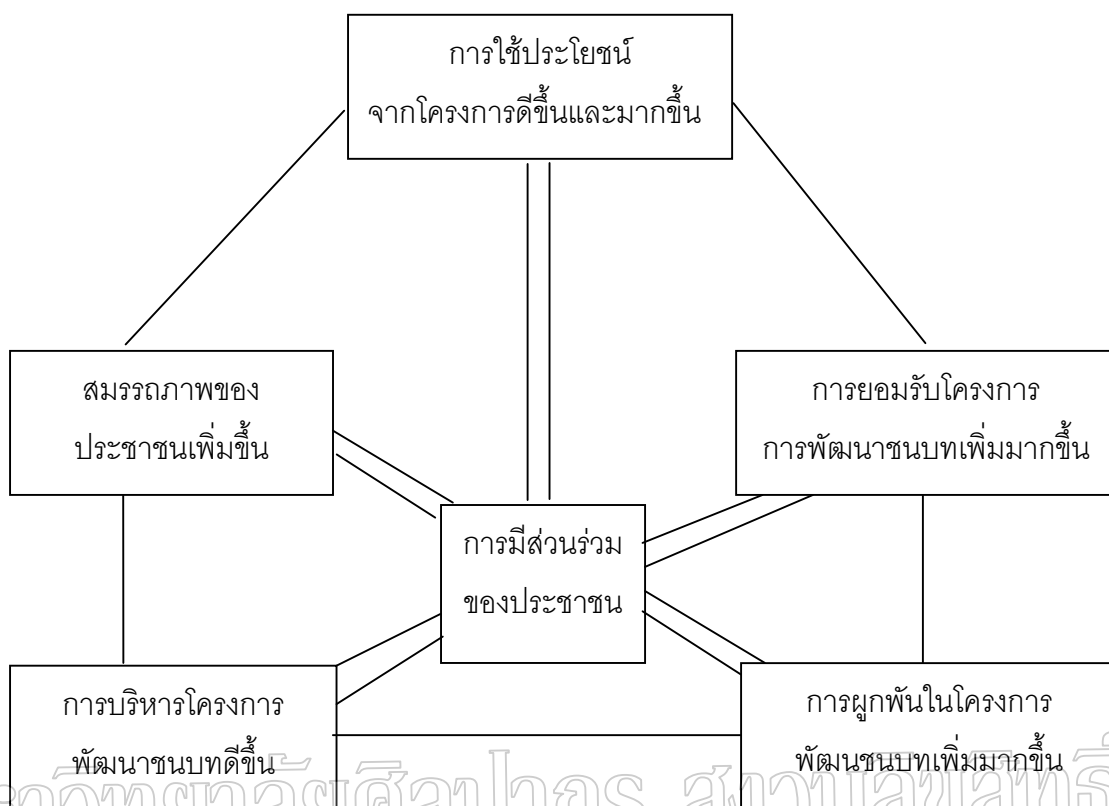 การใช้ประโยชน์
จากโครงการดีขึ้นและมากขึ้น
สมรรถภาพของ
ประชาชนเพิ่มขึ้น
การยอมรับโครงการ
การพัฒนาชนบทเพิ่มมากขึ้น
การมีส่วนร่วม
ของประชาชน
การบริหารโครงการ
พัฒนาชนบทดีขึ้น
การผูกพันในโครงการ
พัฒนชนบทเพิ่มมากขึ้น